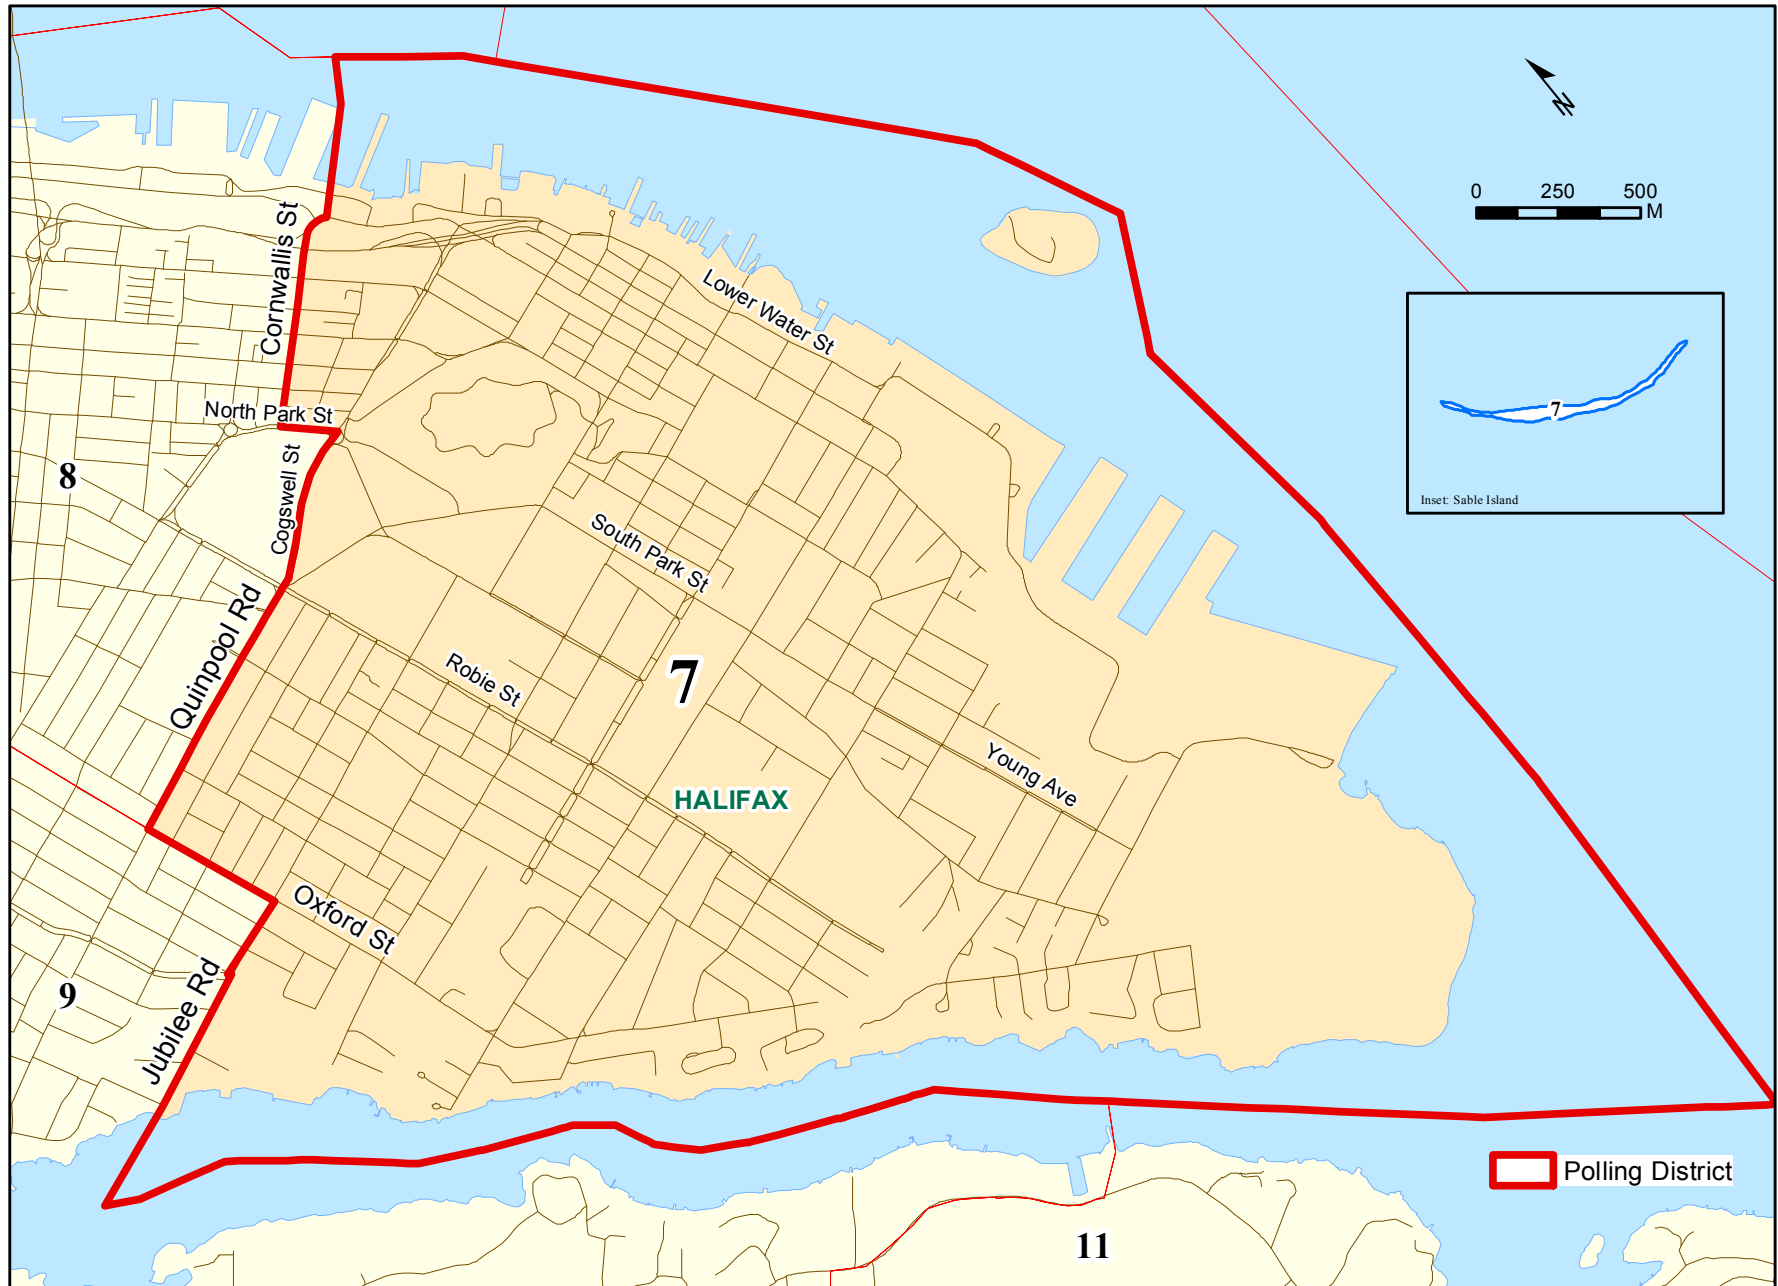 N
0 250 500
M
Cornwallis St
Lower Water St
North Park St
Cogswell St
8
7
Inset: Sable Island
South Park St
Quinpool Rd
Robie St
7
HALIFAX
Young Ave
Oxford St
Jubilee Rd
9
Polling District
11